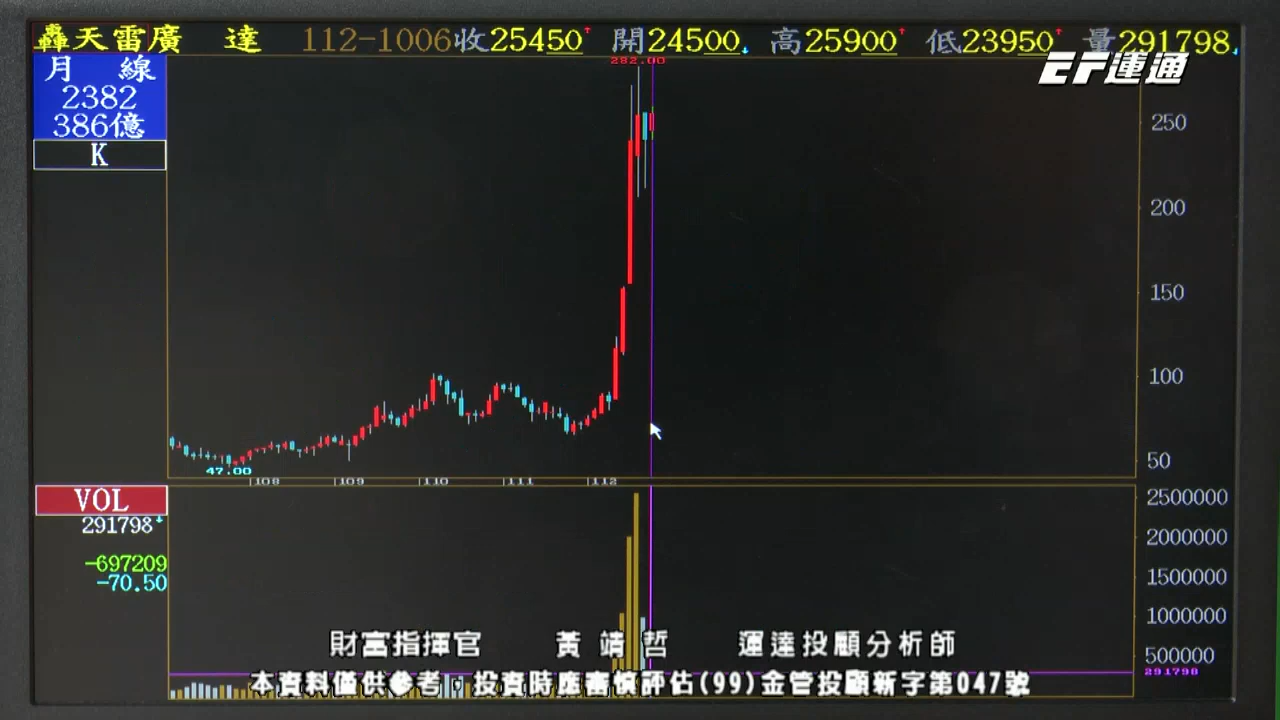 轟天雷廣 達 112-1006收25450↑ 開24500↓ 高25900↑ 低23950↑ 量291798↓
EF運通
月 線
2382
386億
K
282.00
250
200
150
100
50
47.00
108 109 110 111 112
VOL
291798↓
-697209
-70.50
2500000
2000000
1500000
1000000
500000
291798
財富指揮官 黃靖哲 運達投顧分析師
本資料僅供參考，投資時應審慎評估(99)金管投顧新字第047號